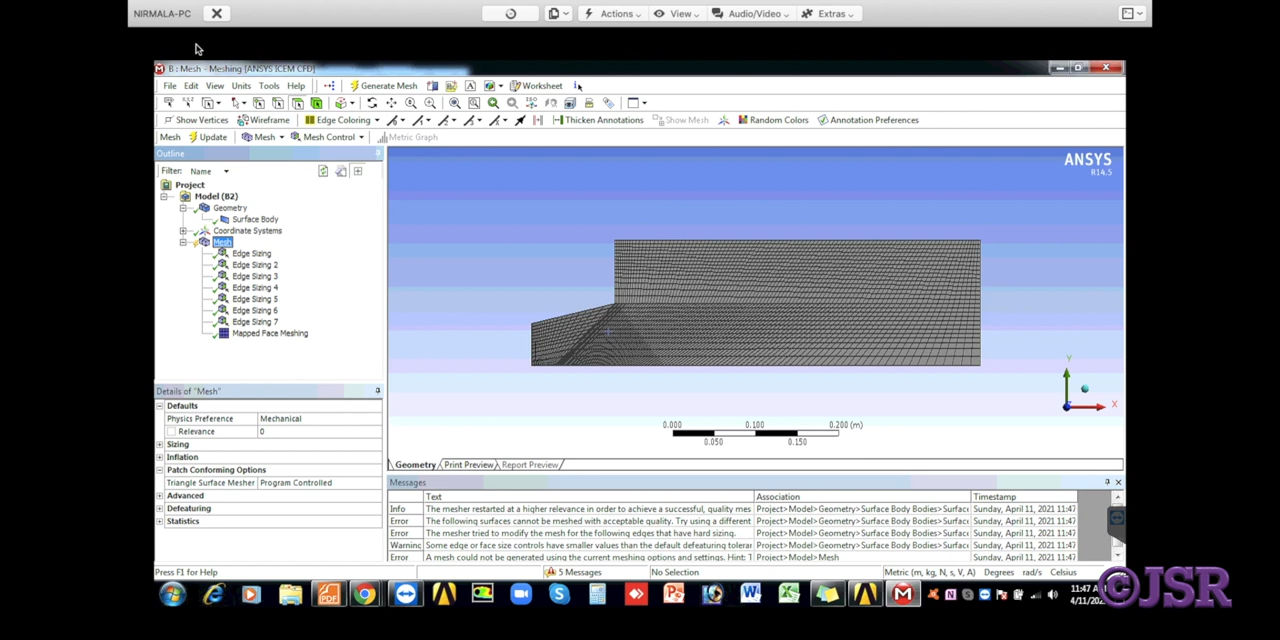 NIRMALA-PC
Actions
View
Audio/Video
Extras
B : Mesh - Meshing [ANSYS ICEM CFD]
File Edit View Units Tools Help
Generate Mesh
Worksheet
Show Vertices
Wireframe
Edge Coloring
Thicken Annotations
Show Mesh
Random Colors
Annotation Preferences
Mesh
Update
Mesh
Mesh Control
Metric Graph
Outline
Filter: Name
Project
Model (B2)
Geometry
Surface Body
Coordinate Systems
Mesh
Edge Sizing
Edge Sizing 2
Edge Sizing 3
Edge Sizing 4
Edge Sizing 5
Edge Sizing 6
Edge Sizing 7
Mapped Face Meshing
Details of "Mesh"
Defaults
Physics Preference Mechanical
Relevance 0
Sizing
Inflation
Patch Conforming Options
Triangle Surface Mesher Program Controlled
Advanced
Defeaturing
Statistics
ANSYS
R14.5
Y
X
0.000 0.100 0.200 (m)
0.050 0.150
Geometry Print Preview Report Preview
Messages
Text Association Timestamp
Info The mesher restarted at a higher relevance in order to achieve a successful, quality mes Project>Model>Geometry>Surface Body Bodies>Surfac Sunday, April 11, 2021 11:47
Error The following surfaces cannot be meshed with acceptable quality. Try using a different Project>Model>Geometry>Surface Body Bodies>Surfac Sunday, April 11, 2021 11:47
Error The mesher tried to modify the mesh for the following edges that have hard sizing. Project>Model>Geometry>Surface Body Bodies>Surfac Sunday, April 11, 2021 11:47
Warninc Some edge or face size controls have smaller values than the default defeaturing tolerar Project>Model>Geometry>Surface Body Bodies>Surfac Sunday, April 11, 2021 11:47
Error A mesh could not be generated using the current meshing options and settings. Hint: T Project>Model>Mesh Sunday, April 11, 2021 11:47
Press F1 for Help
5 Messages
No Selection
Metric (m, kg, N, s, V, A) Degrees rad/s Celsius
11:47 A
4/11/202
©JSR